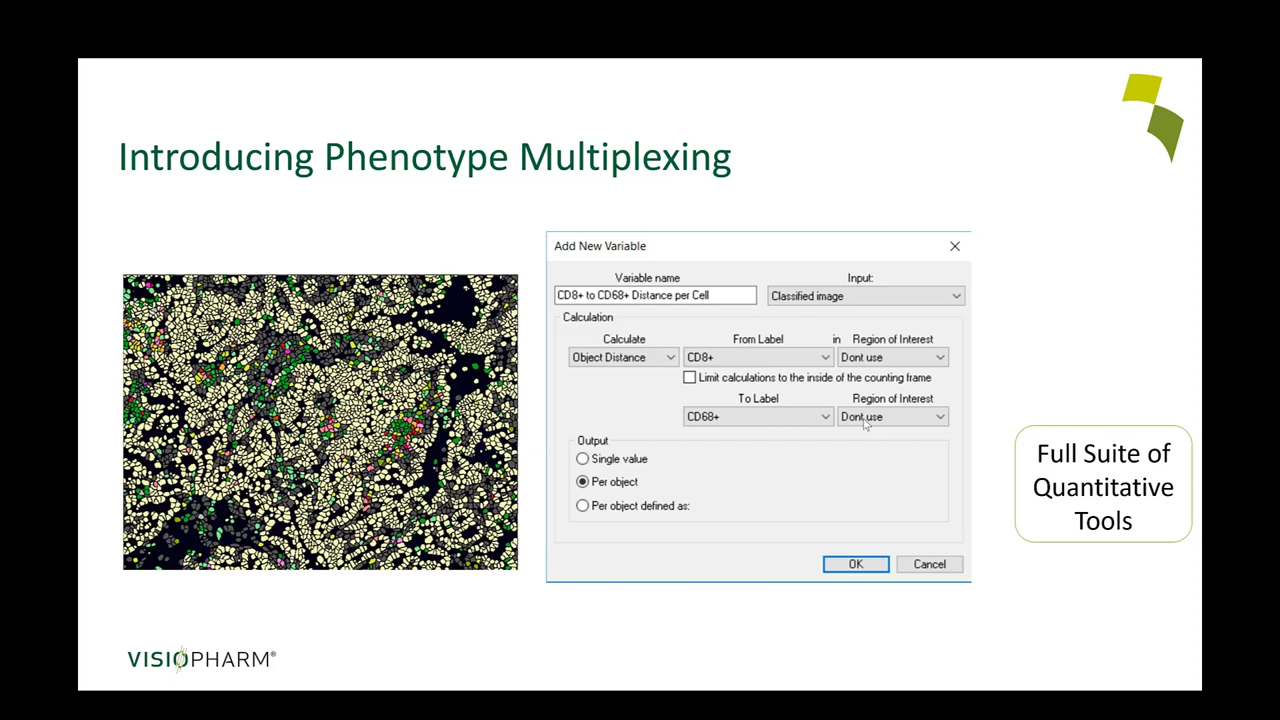 Introducing Phenotype Multiplexing
Add New Variable
Variable name
Input:
CD8+ to CD68+ Distance per Cell
Classified image
Calculation
Calculate
From Label
in
Region of Interest
Object Distance
CD8+
Dont use
Limit calculations to the inside of the counting frame
To Label
Region of Interest
CD68+
Dont use
Output
Single value
Per object
Per object defined as:
OK
Cancel
Full Suite of
Quantitative
Tools
VISIOPHARM®